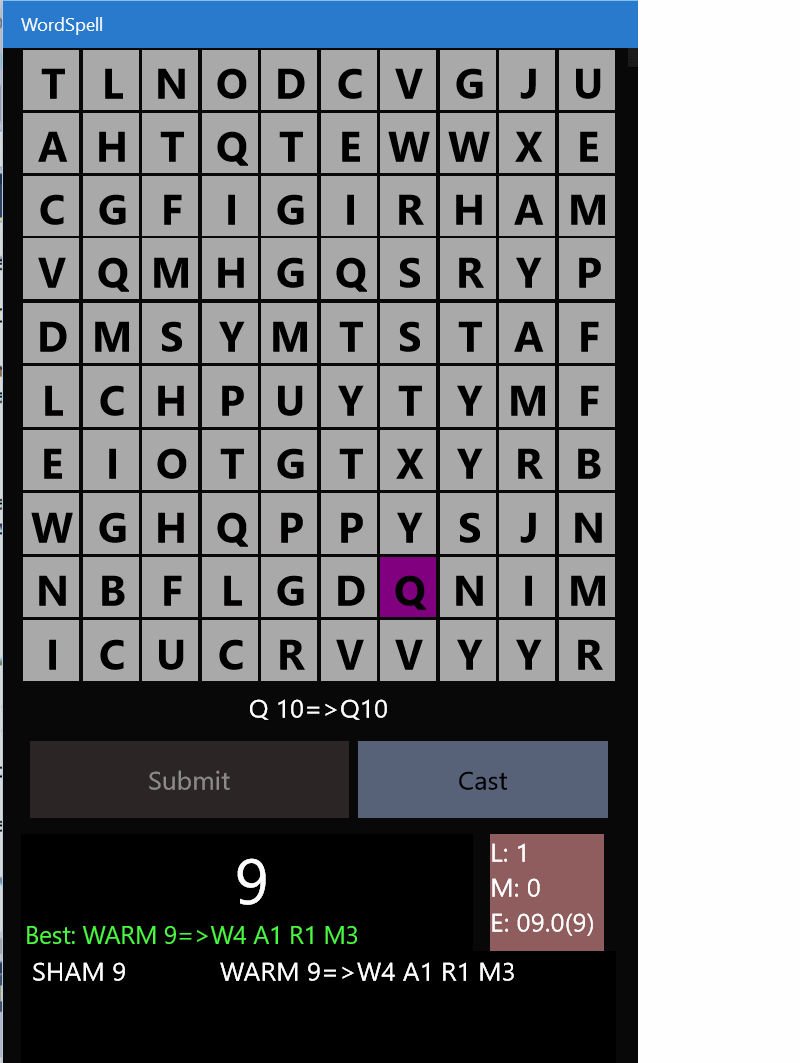 WordSpell
T L N O D C V G J U
A H T Q T E W W X E
C G F I G I R H A M
V Q M H G Q S R Y P
D M S Y M T S T A F
L C H P U Y T Y M F
E I O T G T X Y R B
W G H Q P P Y S J N
N B F L G D Q N I M
I C U C R V V Y Y R
Q 10=>Q10
Submit Cast
9
L: 1
M: 0
E: 09.0(9)
Best: WARM 9=>W4 A1 R1 M3
SHAM 9 WARM 9=>W4 A1 R1 M3